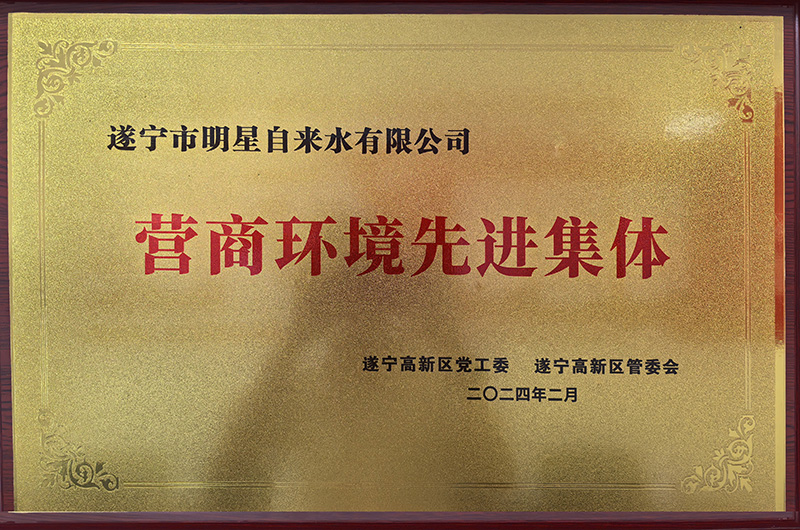 遂宁市明星自来水有限公司
营商环境先进集体
遂宁高新区党工委 遂宁高新区管委会
二〇二四年二月